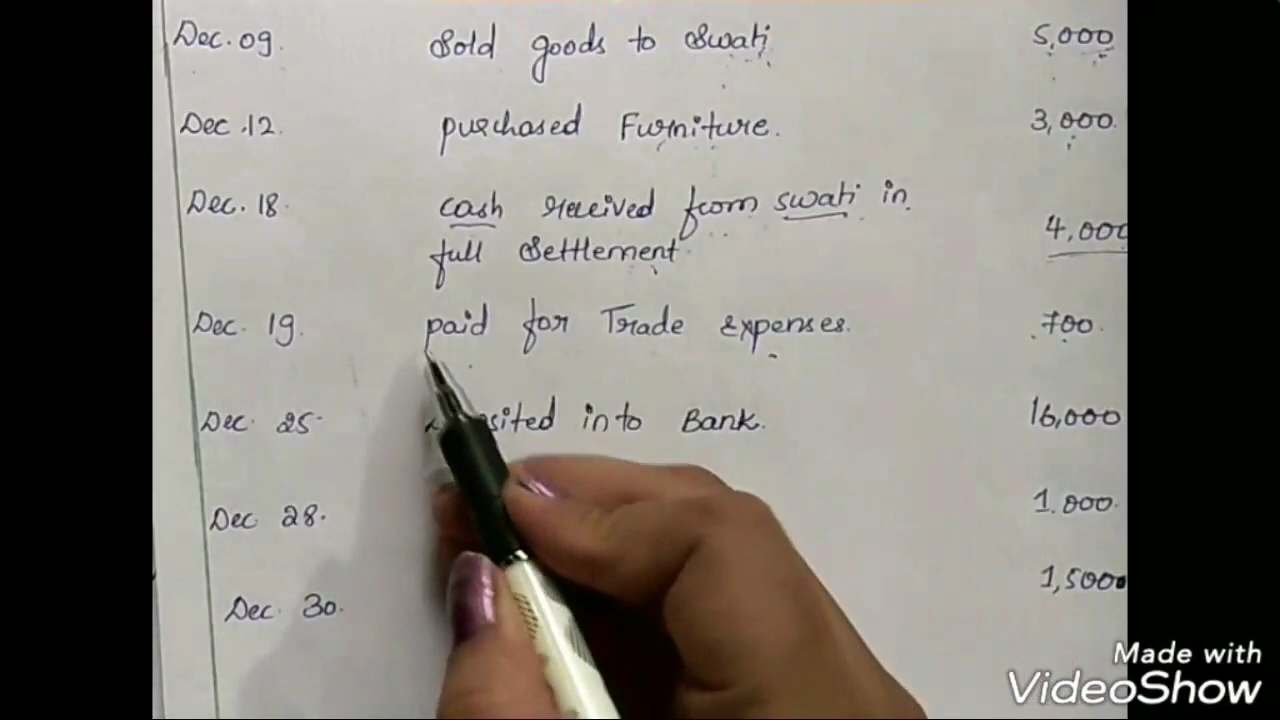 Dec. 09. Sold goods to Swati 5,000
Dec. 12. purchased Furniture. 3,000.
Dec. 18. cash received from swati in
full Settlement. 4,000
Dec. 19. paid for Trade expenses. 700.
Dec. 25. into Bank. 16,000
Dec. 28. 1.000.
Dec. 30. 1,5000
Made with
VideoShow